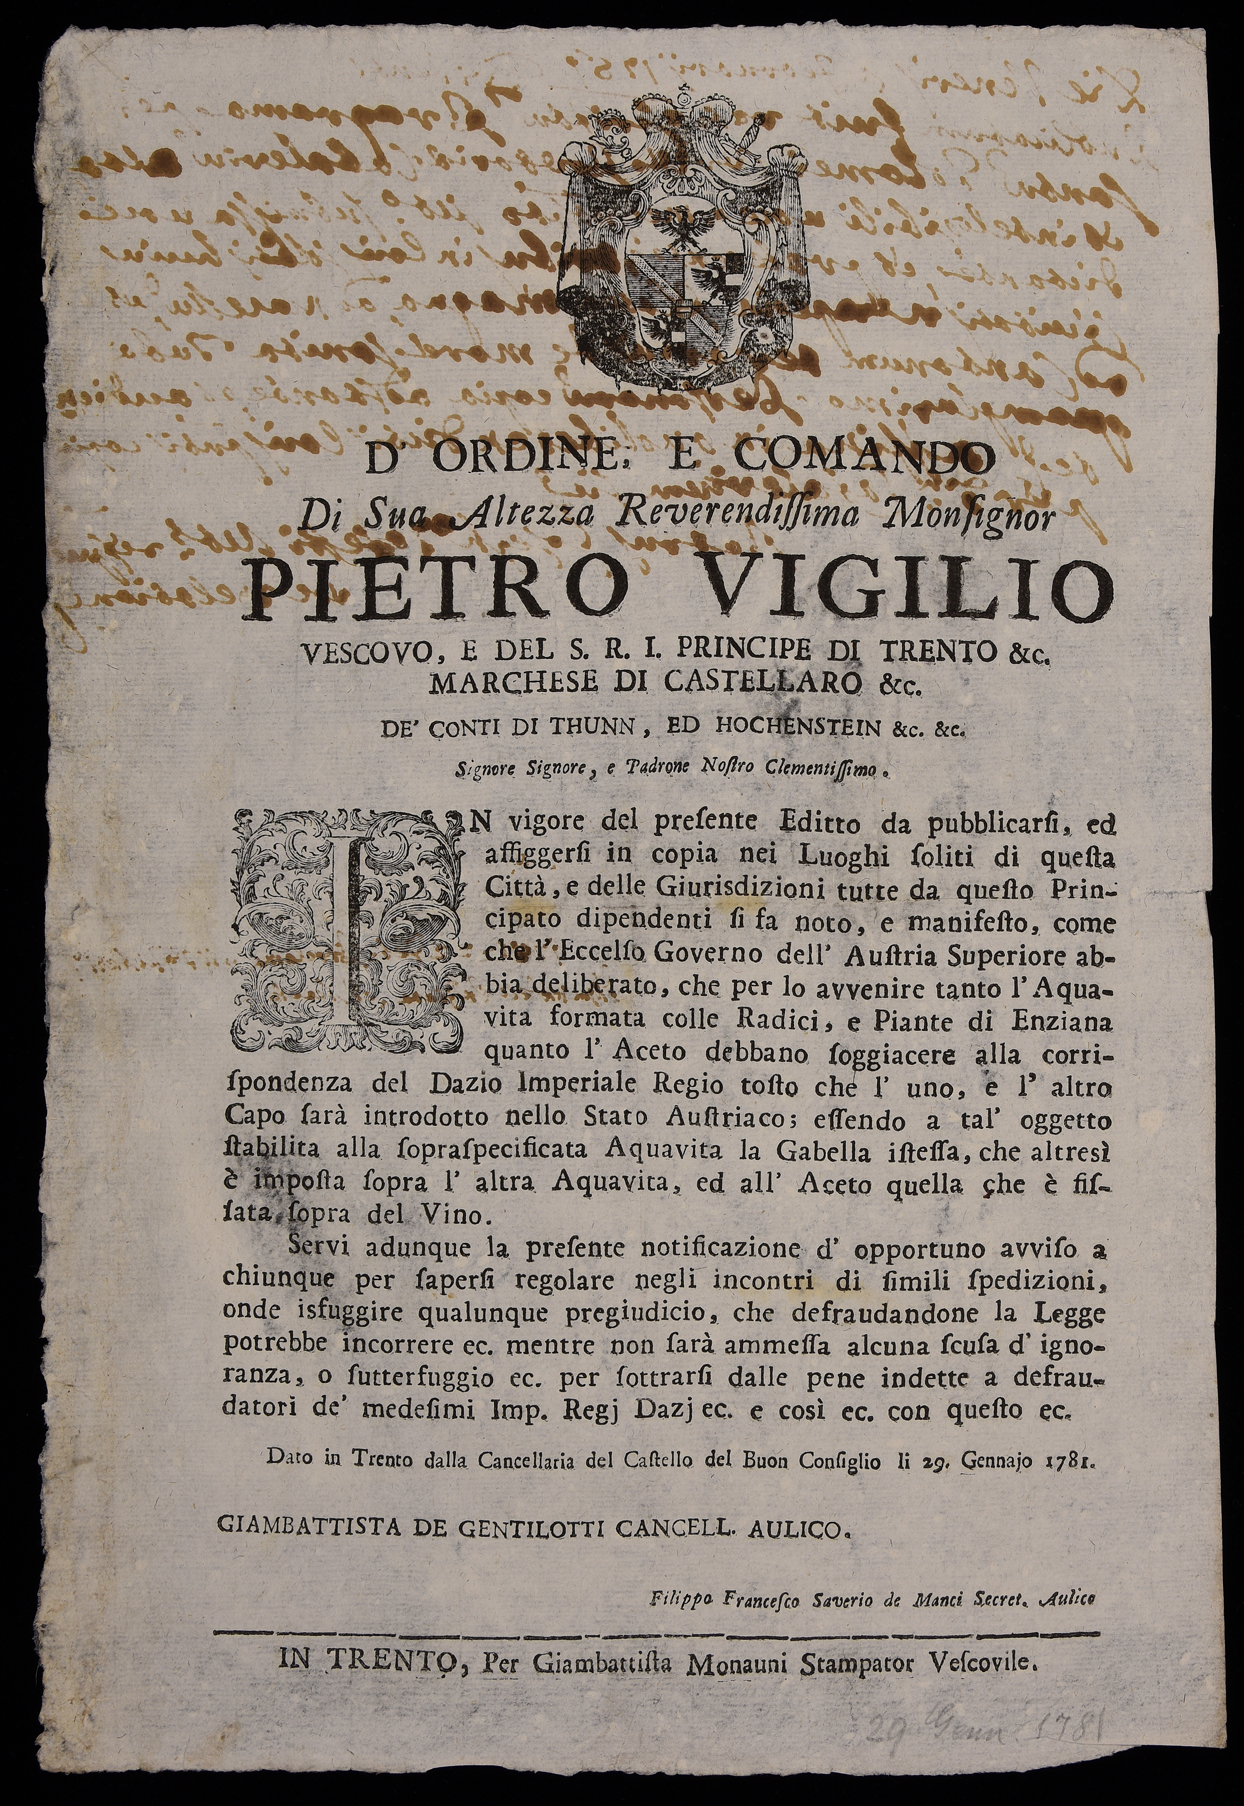 D' ORDINE, E COMANDO
Di Sua Altezza Reverendiſſima Monſignor
PIETRO VIGILIO
VESCOVO, E DEL S. R. I. PRINCIPE DI TRENTO &c.
MARCHESE DI CASTELLARO &c.
DE' CONTI DI THUNN, ED HOCHENSTEIN &c. &c.
Signore Signore, e Padrone Noſtro Clementiſſimo.
IN vigore del preſente Editto da pubblicarſi, ed
affiggerſi in copia nei Luoghi ſoliti di queſta
Città, e delle Giurisdizioni tutte da queſto Prin-
cipato dipendenti ſi fa noto, e manifeſto, come
che l' Eccelſo Governo dell' Auſtria Superiore ab-
bia deliberato, che per lo avvenire tanto l' Aqua-
vita formata colle Radici, e Piante di Enziana
quanto l' Aceto debbano ſoggiacere alla corri-
ſpondenza del Dazio Imperiale Regio toſto che l' uno, e l' altro
Capo ſarà introdotto nello Stato Auſtriaco; eſſendo a tal' oggetto
ſtabilita alla ſopraſpecificata Aquavita la Gabella iſteſſa, che altresì
è impoſta ſopra l' altra Aquavita, ed all' Aceto quella che è fiſ-
ſata ſopra del Vino.
Servi adunque la preſente notificazione d' opportuno avviſo a
chiunque per ſaperſi regolare negli incontri di ſimili ſpedizioni,
onde isfuggire qualunque pregiudicio, che defraudandone la Legge
potrebbe incorrere ec. mentre non ſarà ammeſſa alcuna ſcuſa d' igno-
ranza, o ſutterfuggio ec. per ſottrarſi dalle pene indette a defrau-
datori de' medeſimi Imp. Regj Dazj ec. e così ec. con queſto ec.
Dato in Trento dalla Cancellaria del Caſtello del Buon Conſiglio li 29. Gennajo 1781.
GIAMBATTISTA DE GENTILOTTI CANCELL. AULICO.
Filippo Franceſco Saverio de Manci Secret. Aulico
IN TRENTO, Per Giambattiſta Monauni Stampator Veſcovile.
29 Genn. 1781